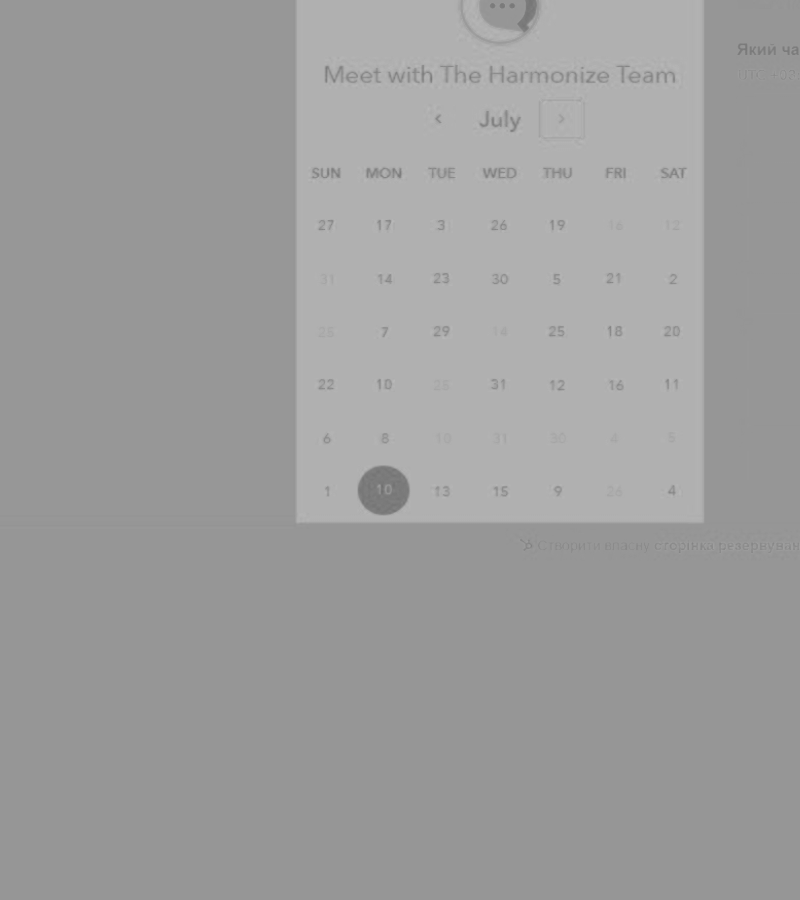 Який ча
Meet with The Harmonize Team
‹ July ›
SUN MON TUE WED THU FRI SAT
27 17 3 26 19 16 12
31 14 23 30 5 21 2
25 7 29 14 25 18 20
22 10 25 31 12 16 11
6 8 10 31 30 4 5
1 10 13 15 9 26 4
Створити власну сторінка резервуван